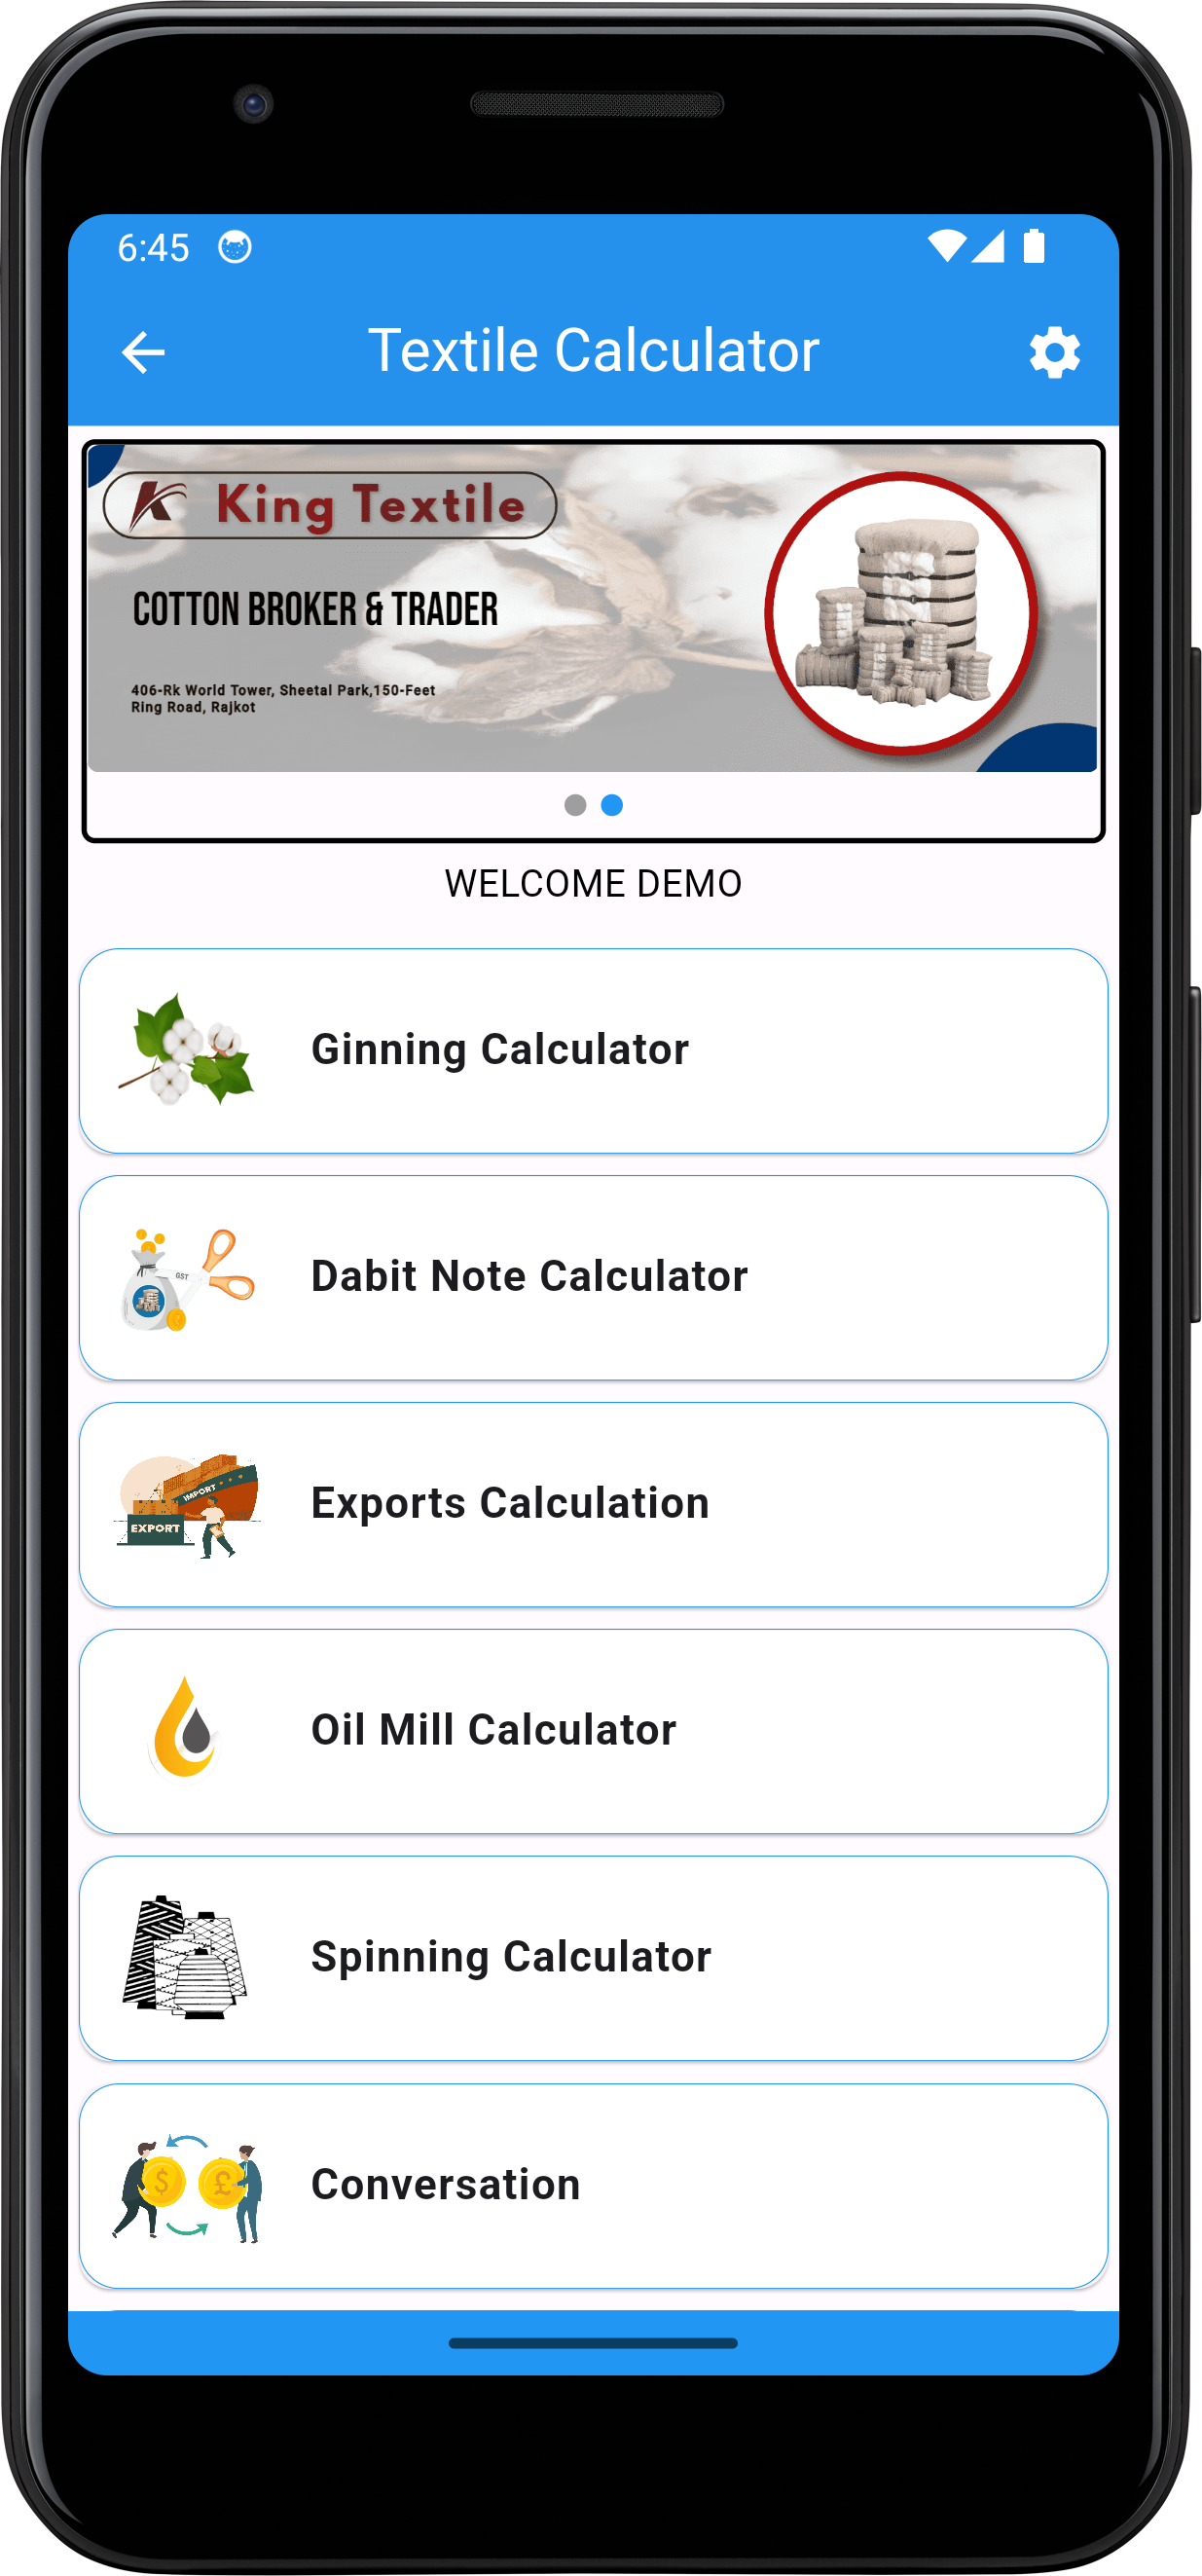 6:45
Textile Calculator
King Textile
COTTON BROKER & TRADER
406-Rk World Tower, Sheetal Park,150-Feet
Ring Road, Rajkot
WELCOME DEMO
Ginning Calculator
GST
Dabit Note Calculator
IMPORT
EXPORT
Exports Calculation
Oil Mill Calculator
Spinning Calculator
$ £
Conversation